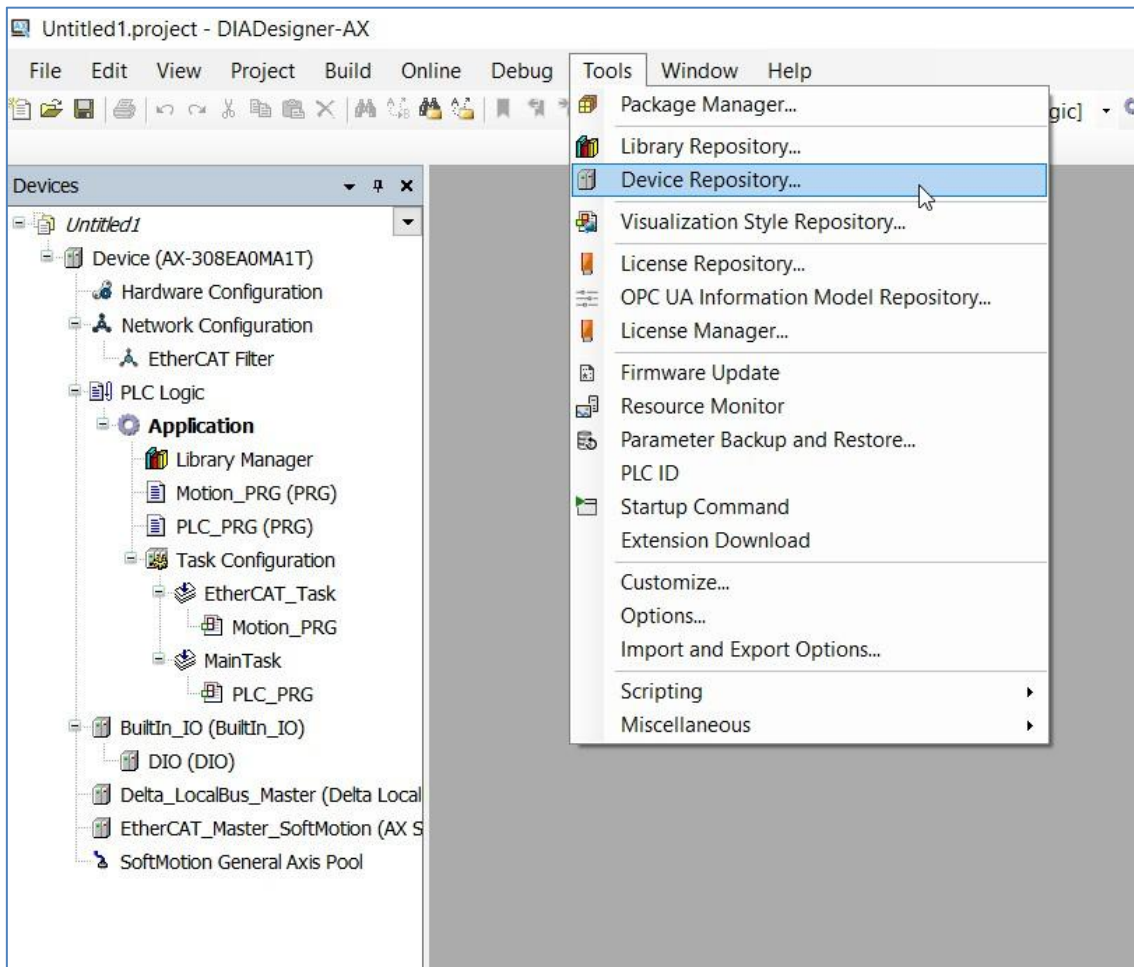 Untitled1.project - DIADesigner-AX
File Edit View Project Build Online Debug Tools Window Help
gic]
Package Manager...
Library Repository...
Device Repository...
Visualization Style Repository...
License Repository...
OPC UA Information Model Repository...
License Manager...
Firmware Update
Resource Monitor
Parameter Backup and Restore...
PLC ID
Startup Command
Extension Download
Customize...
Options...
Import and Export Options...
Scripting
Miscellaneous
Devices
Untitled1
Device (AX-308EA0MA1T)
Hardware Configuration
Network Configuration
EtherCAT Filter
PLC Logic
Application
Library Manager
Motion_PRG (PRG)
PLC_PRG (PRG)
Task Configuration
EtherCAT_Task
Motion_PRG
MainTask
PLC_PRG
BuiltIn_IO (BuiltIn_IO)
DIO (DIO)
Delta_LocalBus_Master (Delta Local
EtherCAT_Master_SoftMotion (AX S
SoftMotion General Axis Pool